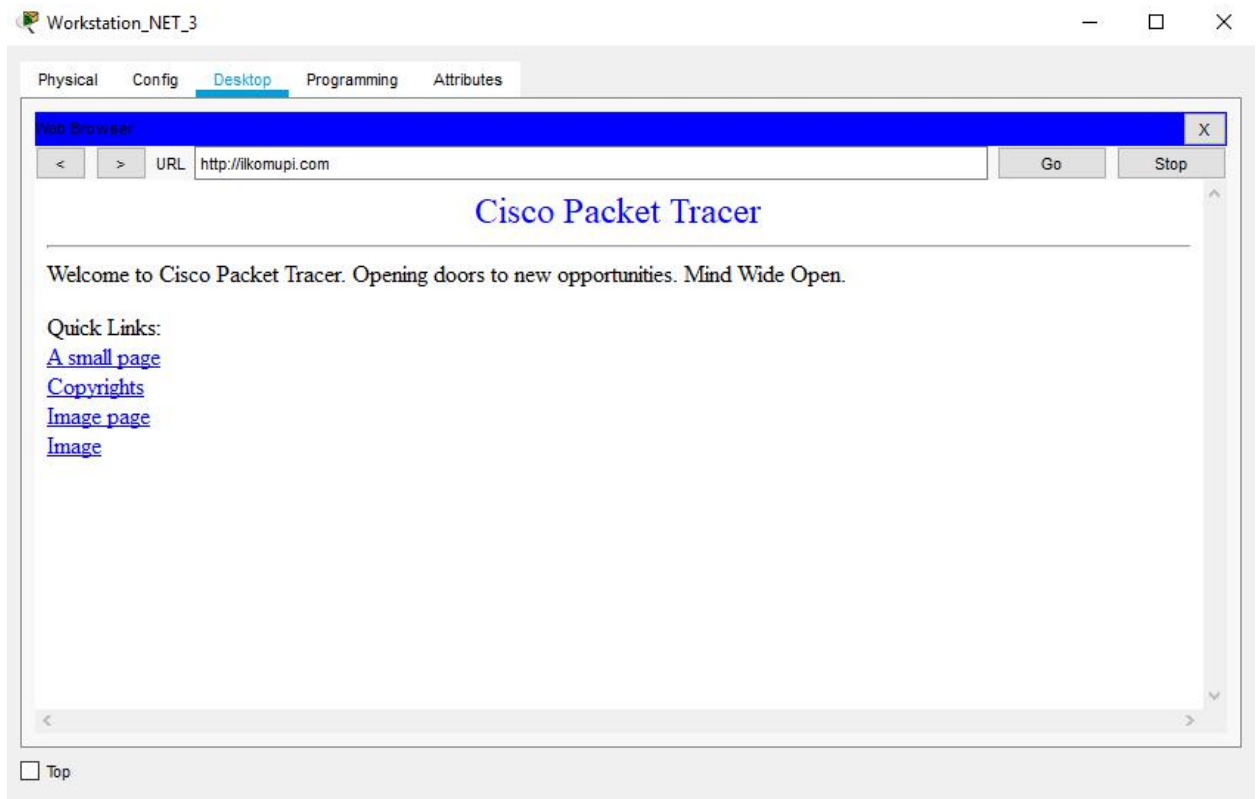 Workstation_NET_3
Physical Config Desktop Programming Attributes
Web Browser X
< > URL http://ilkomupi.com Go Stop
Cisco Packet Tracer
Welcome to Cisco Packet Tracer. Opening doors to new opportunities. Mind Wide Open.
Quick Links:
A small page
Copyrights
Image page
Image
Top